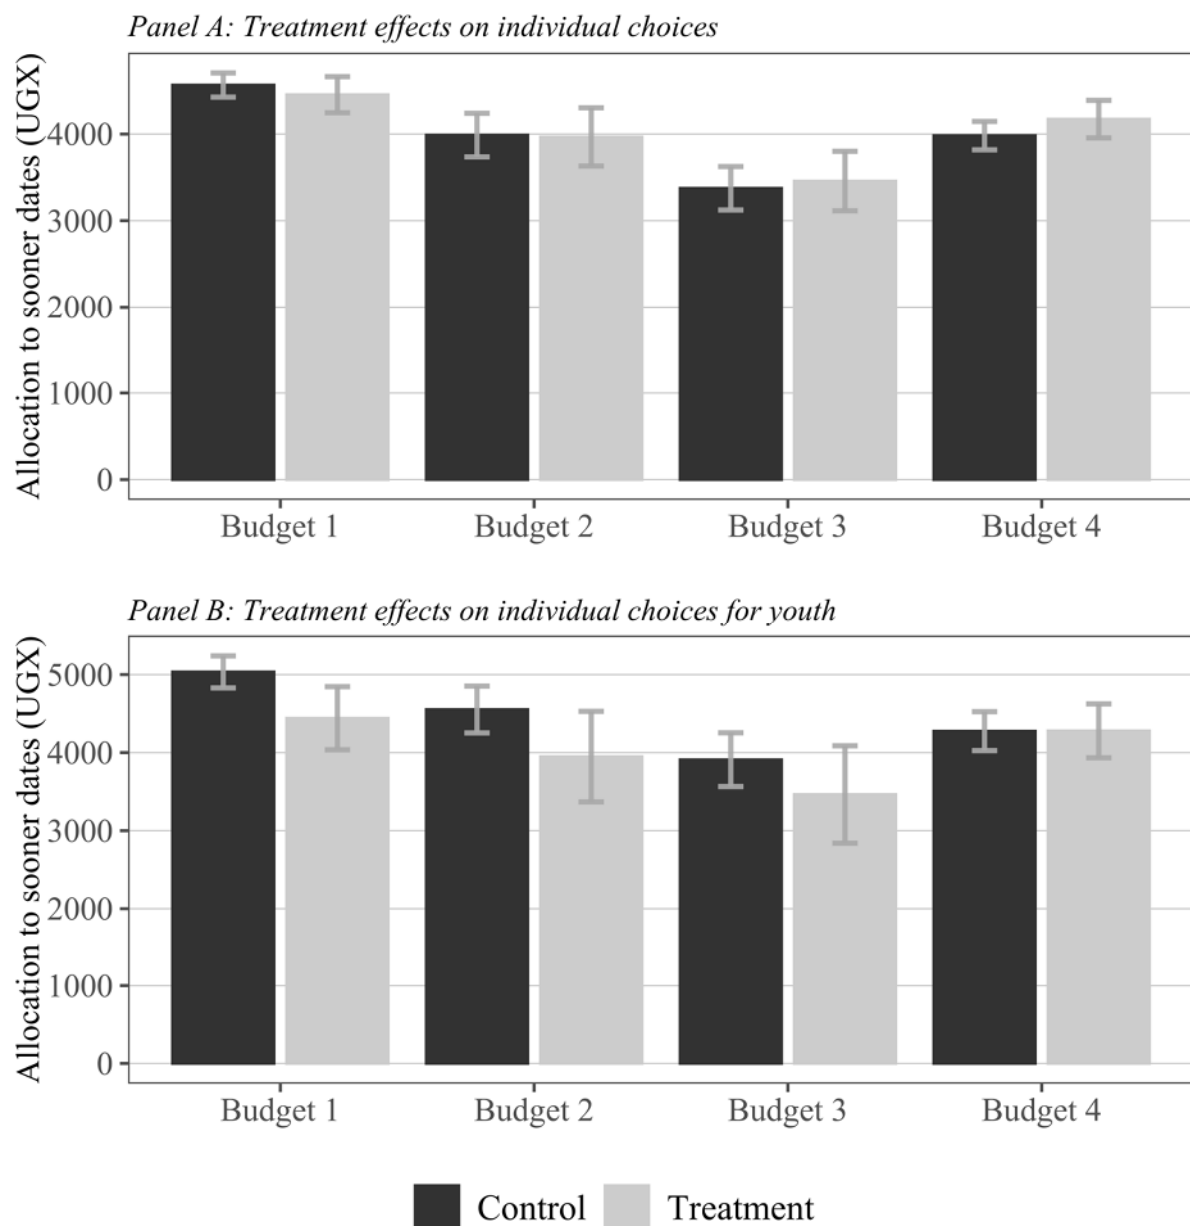 Panel A: Treatment effects on individual choices
Allocation to sooner dates (UGX)
4000
3000
2000
1000
0
Budget 1
Budget 2
Budget 3
Budget 4
Panel B: Treatment effects on individual choices for youth
Allocation to sooner dates (UGX)
5000
4000
3000
2000
1000
0
Budget 1
Budget 2
Budget 3
Budget 4
Control
Treatment